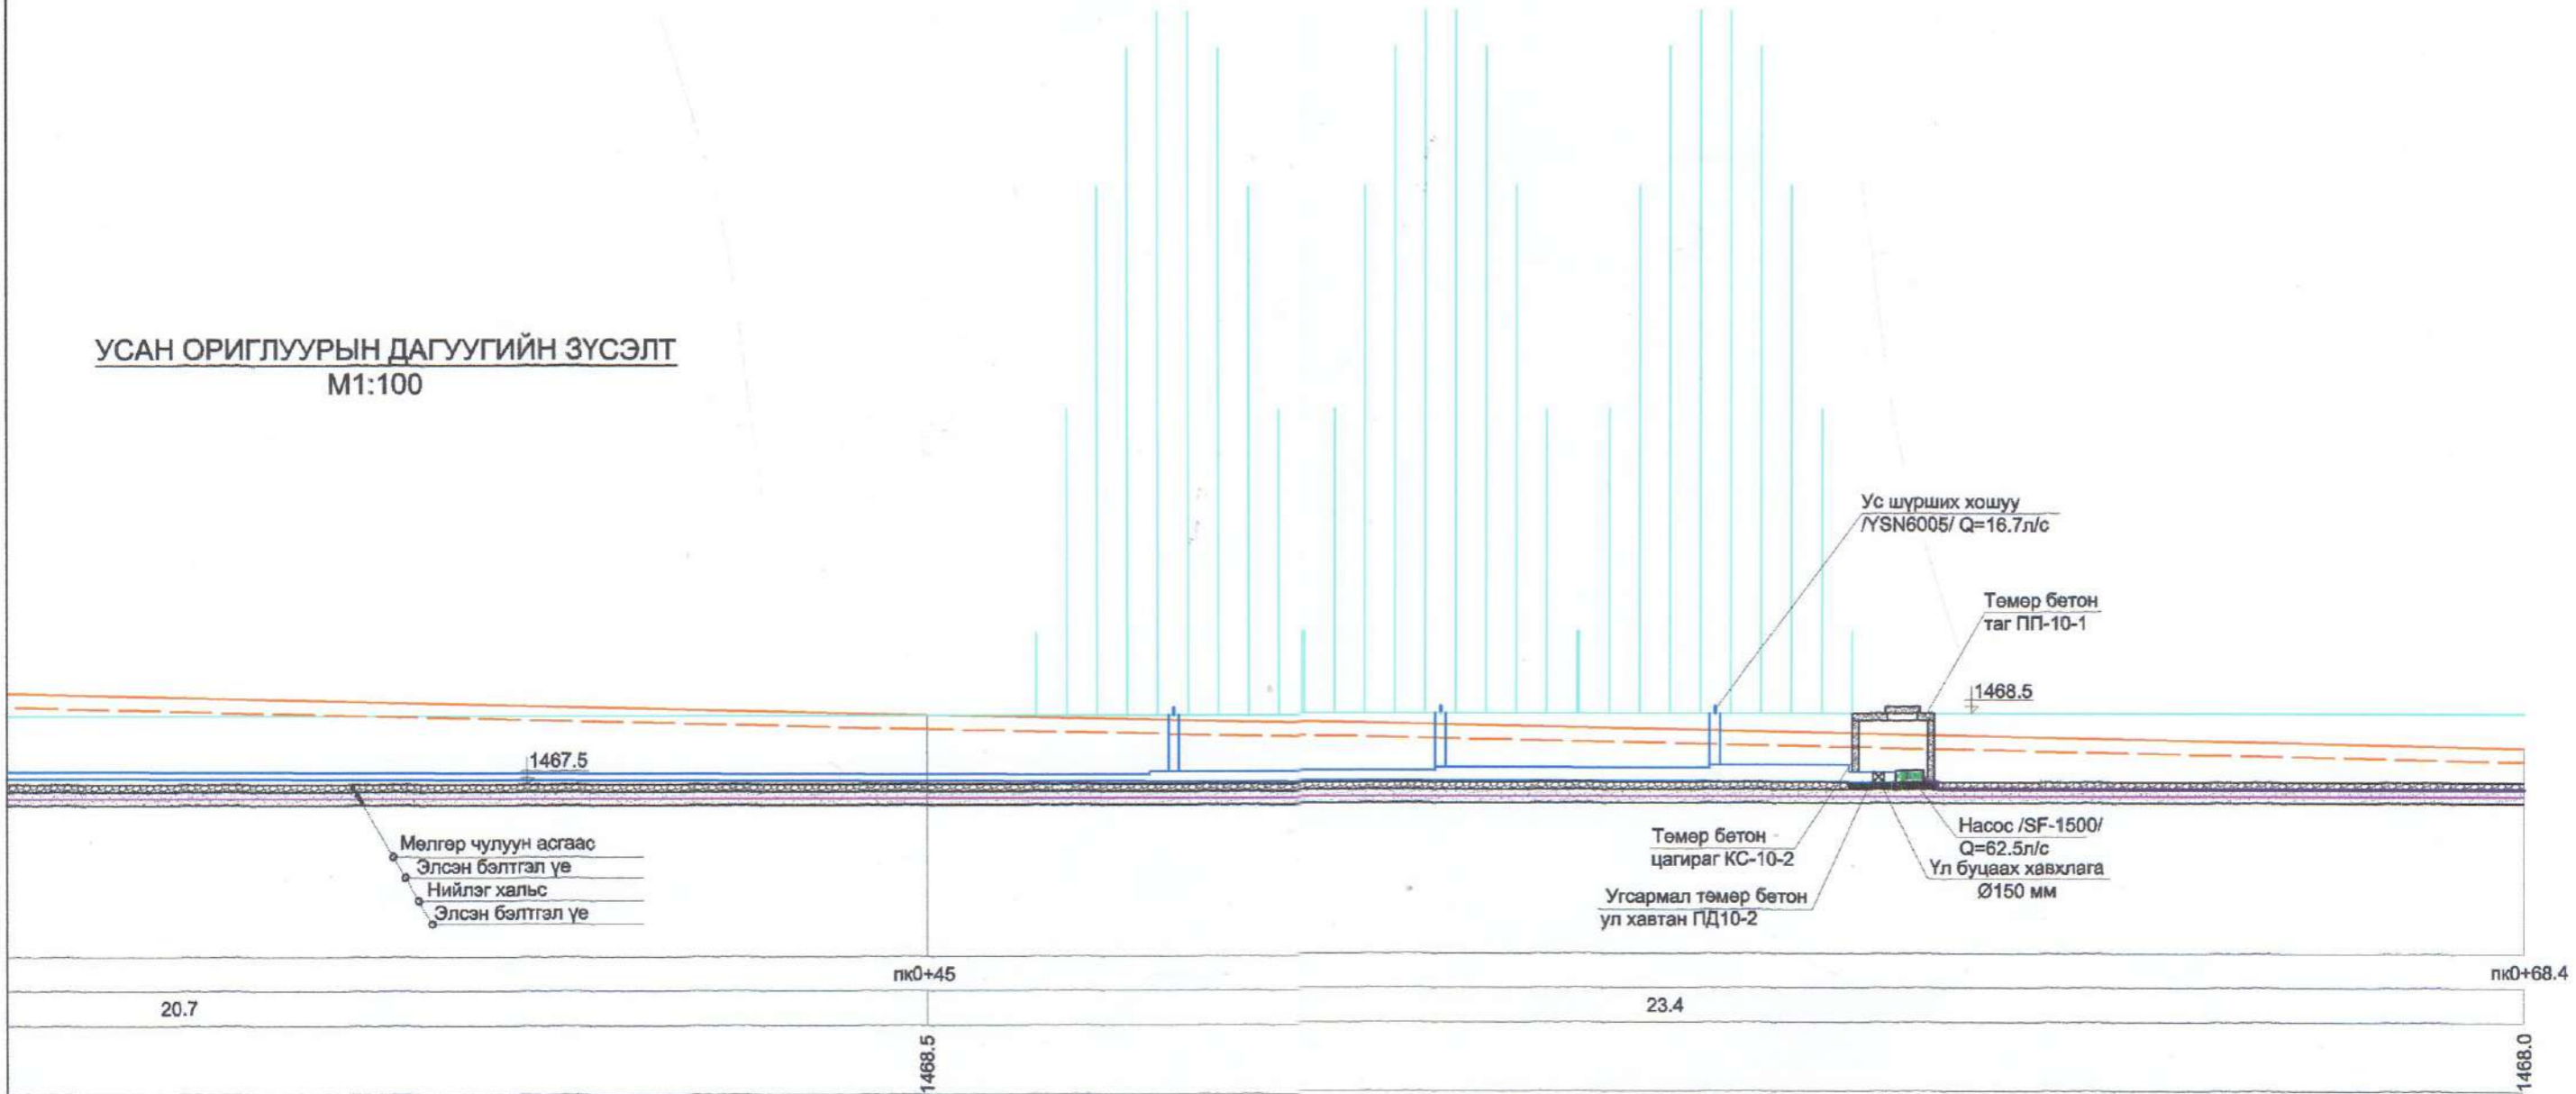 УСАН ОРИГЛУУРЫН ДАГУУГИЙН ЗҮСЭЛТ
М1:100
Ус шүрших хошуу
/YSN6005/ Q=16.7л/с
Төмөр бетон
таг ПП-10-1
1468.5
1467.5
Мөлгөр чулуун асгаас
Элсэн бэлтгэл үе
Нийлэг хальс
Элсэн бэлтгэл үе
Төмөр бетон
цагираг КС-10-2
Насос /SF-1500/
Q=62.5л/с
Үл буцаах хавхлага
Ø150 мм
Угсармал төмөр бетон
ул хавтан ПД10-2
пк0+45
пк0+68.4
20.7
23.4
1468.5
1468.0